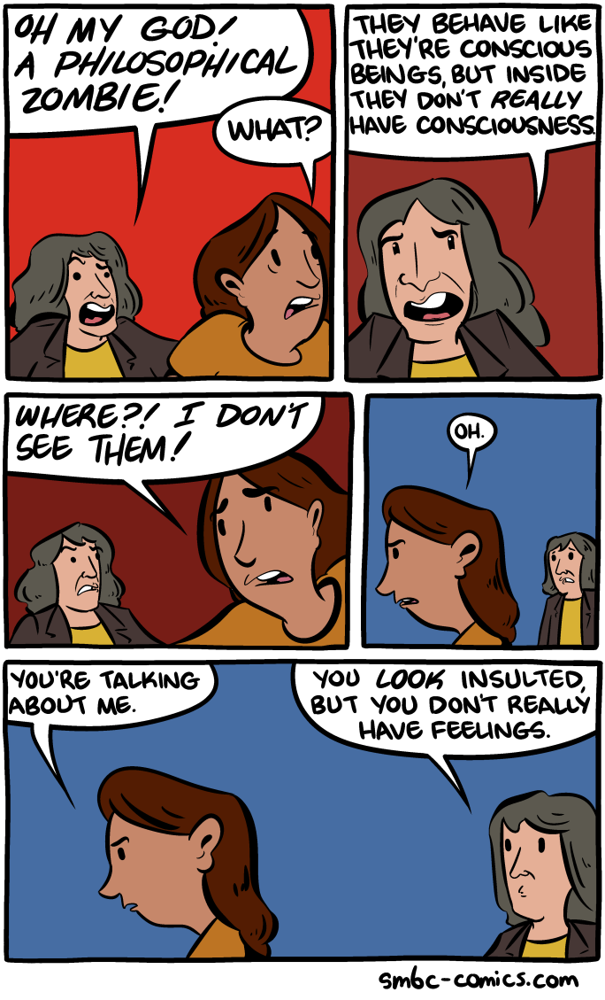 OH MY GOD!
A PHILOSOPHICAL
ZOMBIE!
WHAT?
THEY BEHAVE LIKE
THEY'RE CONSCIOUS
BEINGS, BUT INSIDE
THEY DON'T REALLY
HAVE CONSCIOUSNESS.
WHERE?! I DON'T
SEE THEM!
OH.
YOU'RE TALKING
ABOUT ME.
YOU LOOK INSULTED,
BUT YOU DON'T REALLY
HAVE FEELINGS.
smbc-comics.com